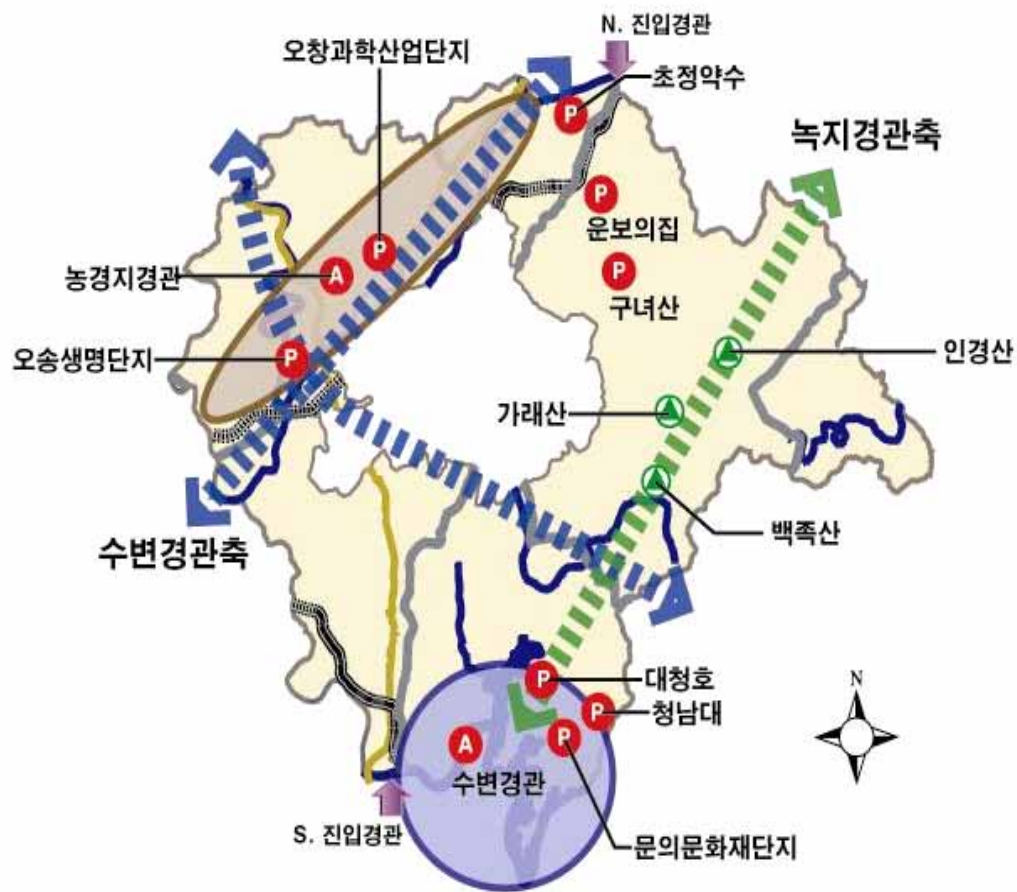 N. 진입경관
오창과학산업단지
초정약수
P
녹지경관축
P
운보의집
P
농경지경관
A
P
구녀산
오송생명단지
P
인경산
가래산
백족산
수변경관축
N
P
대청호
P
청남대
A
P
수변경관
S. 진입경관
문의문화재단지